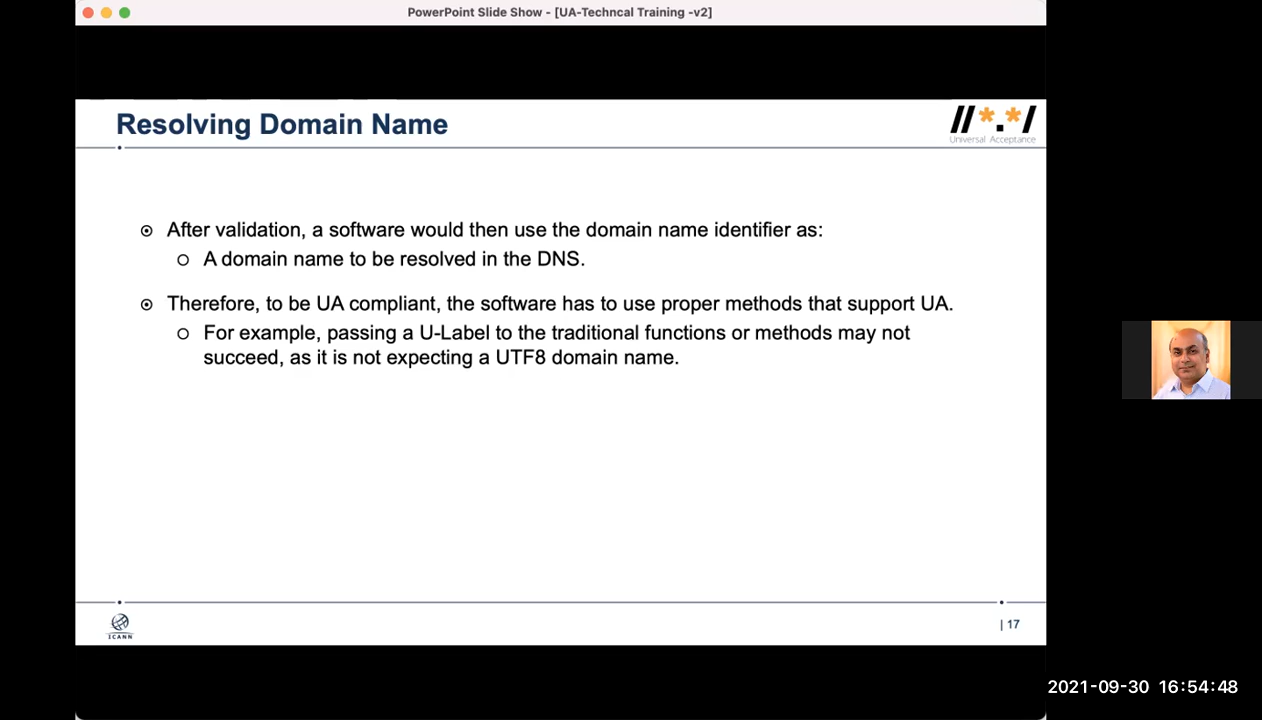 PowerPoint Slide Show - [UA-Techncal Training -v2]
Resolving Domain Name
//*.*/
Universal Acceptance
After validation, a software would then use the domain name identifier as:
A domain name to be resolved in the DNS.
Therefore, to be UA compliant, the software has to use proper methods that support UA.
For example, passing a U-Label to the traditional functions or methods may not
succeed, as it is not expecting a UTF8 domain name.
ICANN
| 17
2021-09-30 16:54:48